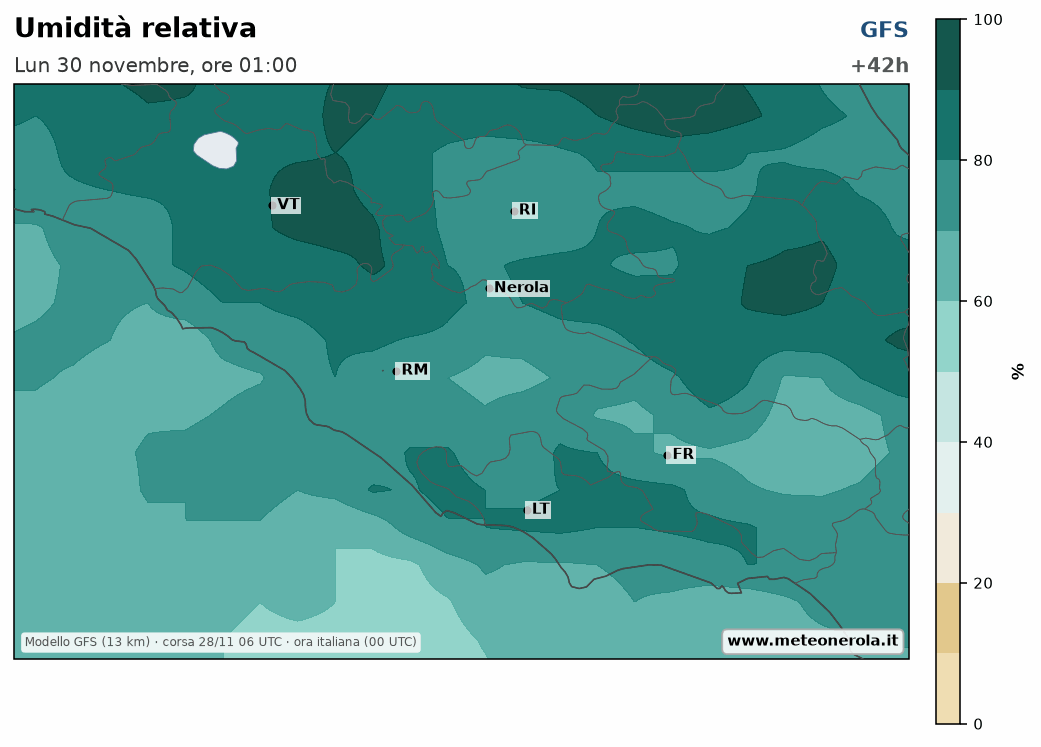 Umidità relativa
GFS
Lun 30 novembre, ore 01:00
+42h
VT
RI
Nerola
RM
FR
LT
Modello GFS (13 km) · corsa 28/11 06 UTC · ora italiana (00 UTC)
www.meteonerola.it
100
80
60
40
20
0
%